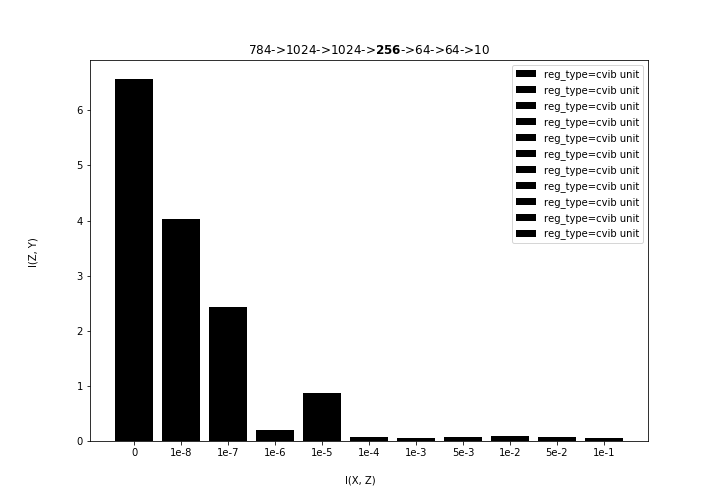 784->1024->1024->256->64->64->10
reg_type=cvib unit
reg_type=cvib unit
reg_type=cvib unit
reg_type=cvib unit
reg_type=cvib unit
reg_type=cvib unit
reg_type=cvib unit
reg_type=cvib unit
reg_type=cvib unit
reg_type=cvib unit
reg_type=cvib unit
I(Z, Y)
6
5
4
3
2
1
0
0 1e-8 1e-7 1e-6 1e-5 1e-4 1e-3 5e-3 1e-2 5e-2 1e-1
I(X, Z)